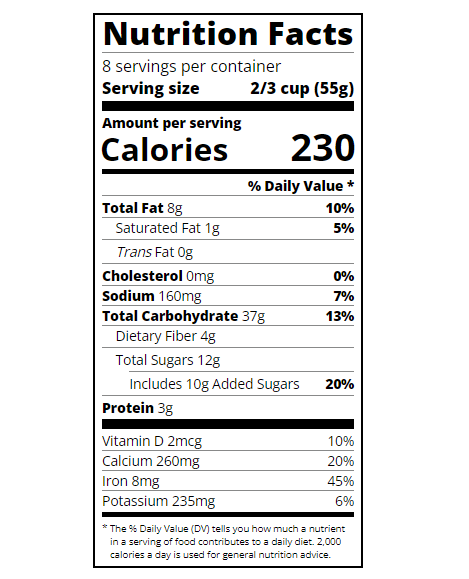 Nutrition Facts
8 servings per container
Serving size 2/3 cup (55g)
Amount per serving
Calories 230
% Daily Value *
Total Fat 8g 10%
Saturated Fat 1g 5%
Trans Fat 0g
Cholesterol 0mg 0%
Sodium 160mg 7%
Total Carbohydrate 37g 13%
Dietary Fiber 4g
Total Sugars 12g
Includes 10g Added Sugars 20%
Protein 3g
Vitamin D 2mcg 10%
Calcium 260mg 20%
Iron 8mg 45%
Potassium 235mg 6%
* The % Daily Value (DV) tells you how much a nutrient
in a serving of food contributes to a daily diet. 2,000
calories a day is used for general nutrition advice.